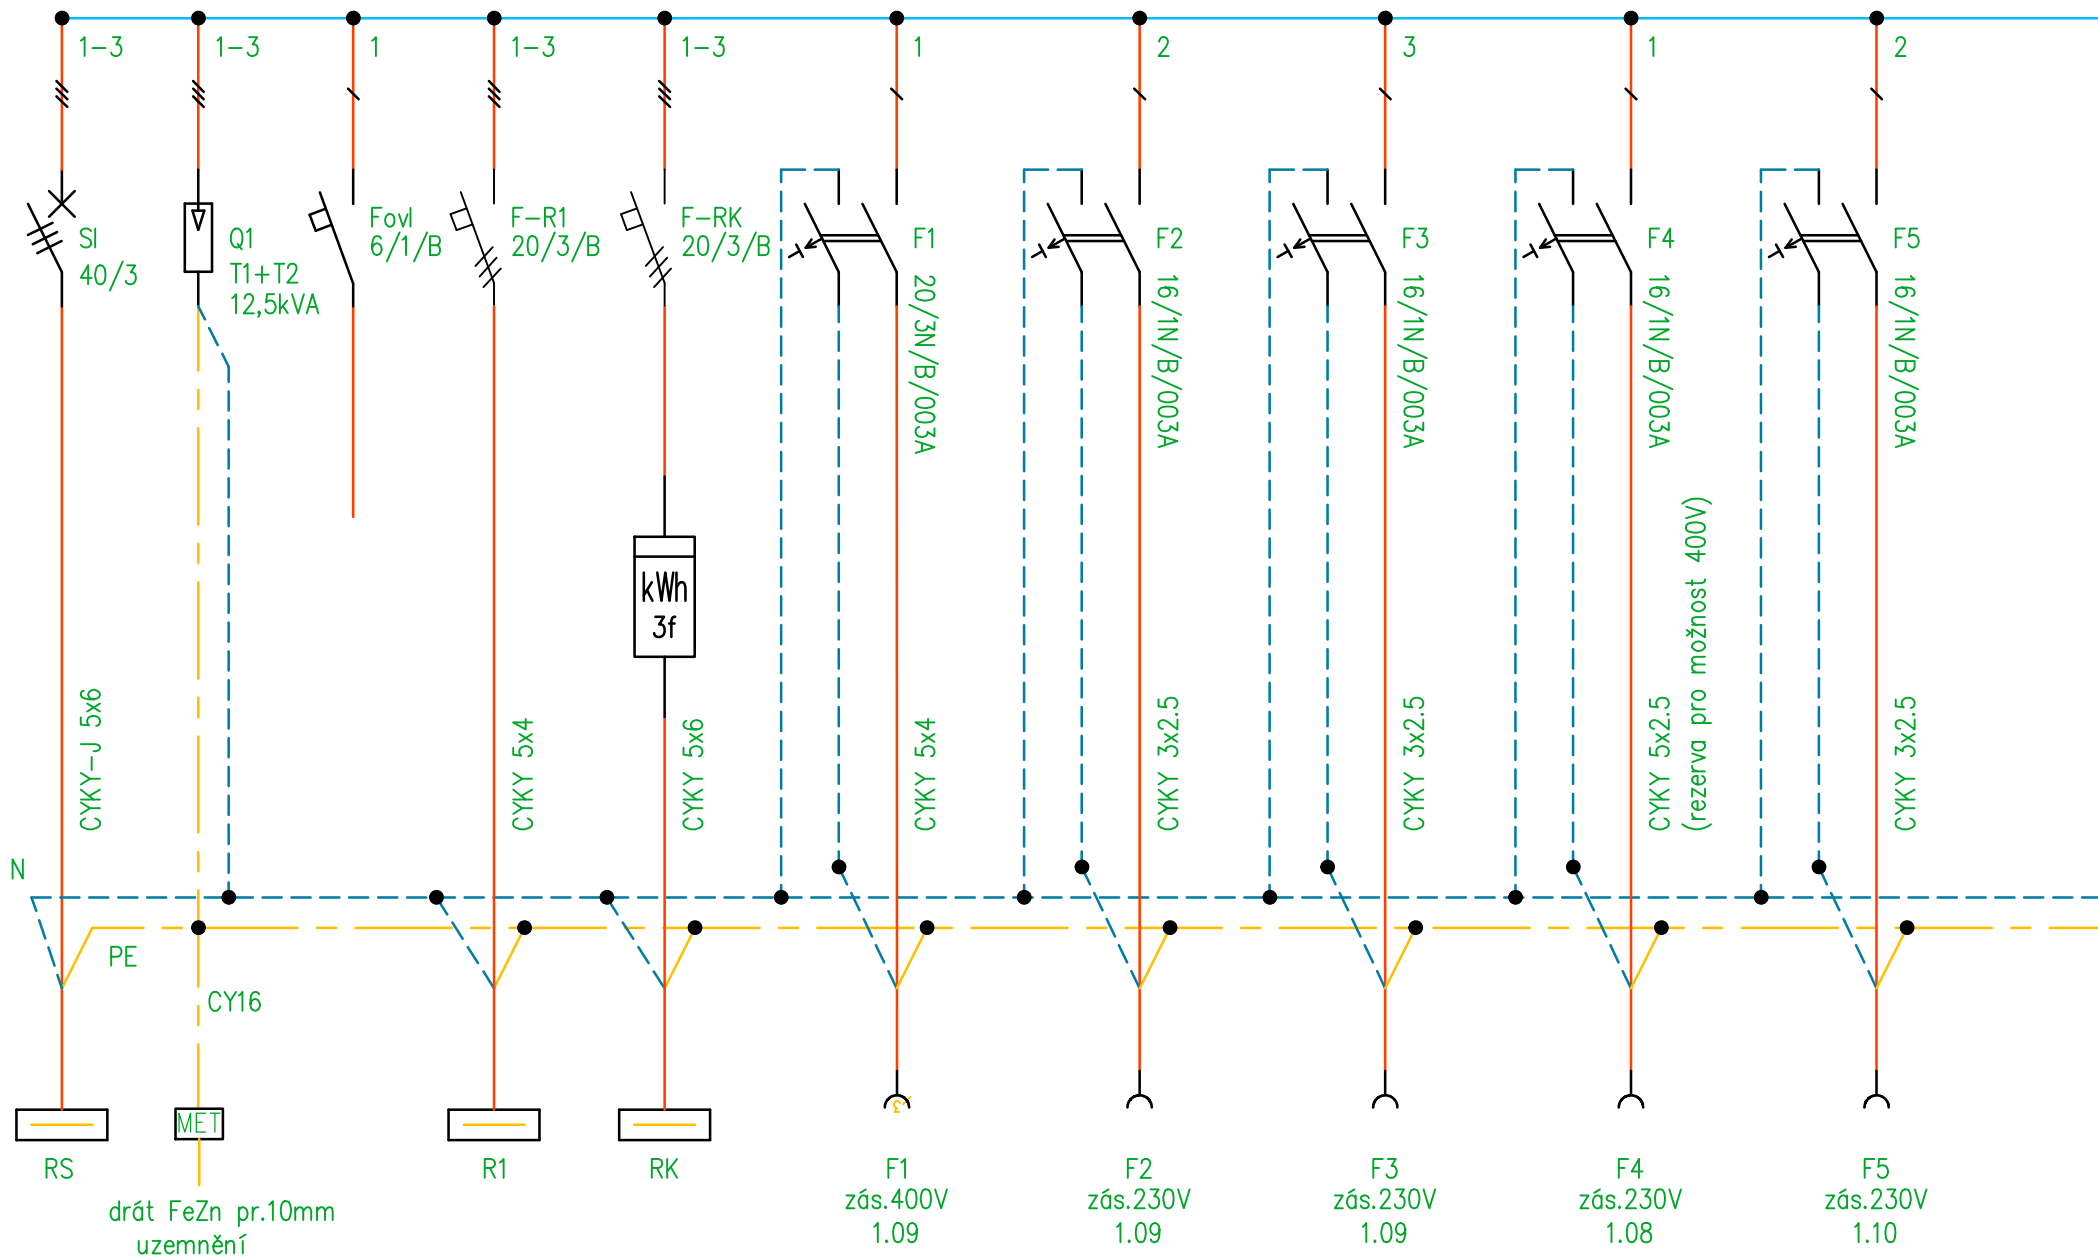 1-3
1-3
1
1-3
1-3
1
2
3
1
2
SI
40/3
Q1
T1+T2
12,5kVA
Fovl
6/1/B
F-R1
20/3/B
F-RK
20/3/B
F1
20/3N/B/003A
F2
16/1N/B/003A
F3
16/1N/B/003A
F4
16/1N/B/003A
F5
16/1N/B/003A
kWh
3f
CYKY-J 5x6
CYKY 5x4
CYKY 5x6
CYKY 5x4
CYKY 3x2.5
CYKY 3x2.5
CYKY 5x2.5
(rezerva pro možnost 400V)
CYKY 3x2.5
N
PE
CY16
MET
3
RS
R1
RK
F1
zás.400V
1.09
F2
zás.230V
1.09
F3
zás.230V
1.09
F4
zás.230V
1.08
F5
zás.230V
1.10
drát FeZn pr.10mm
uzemnění